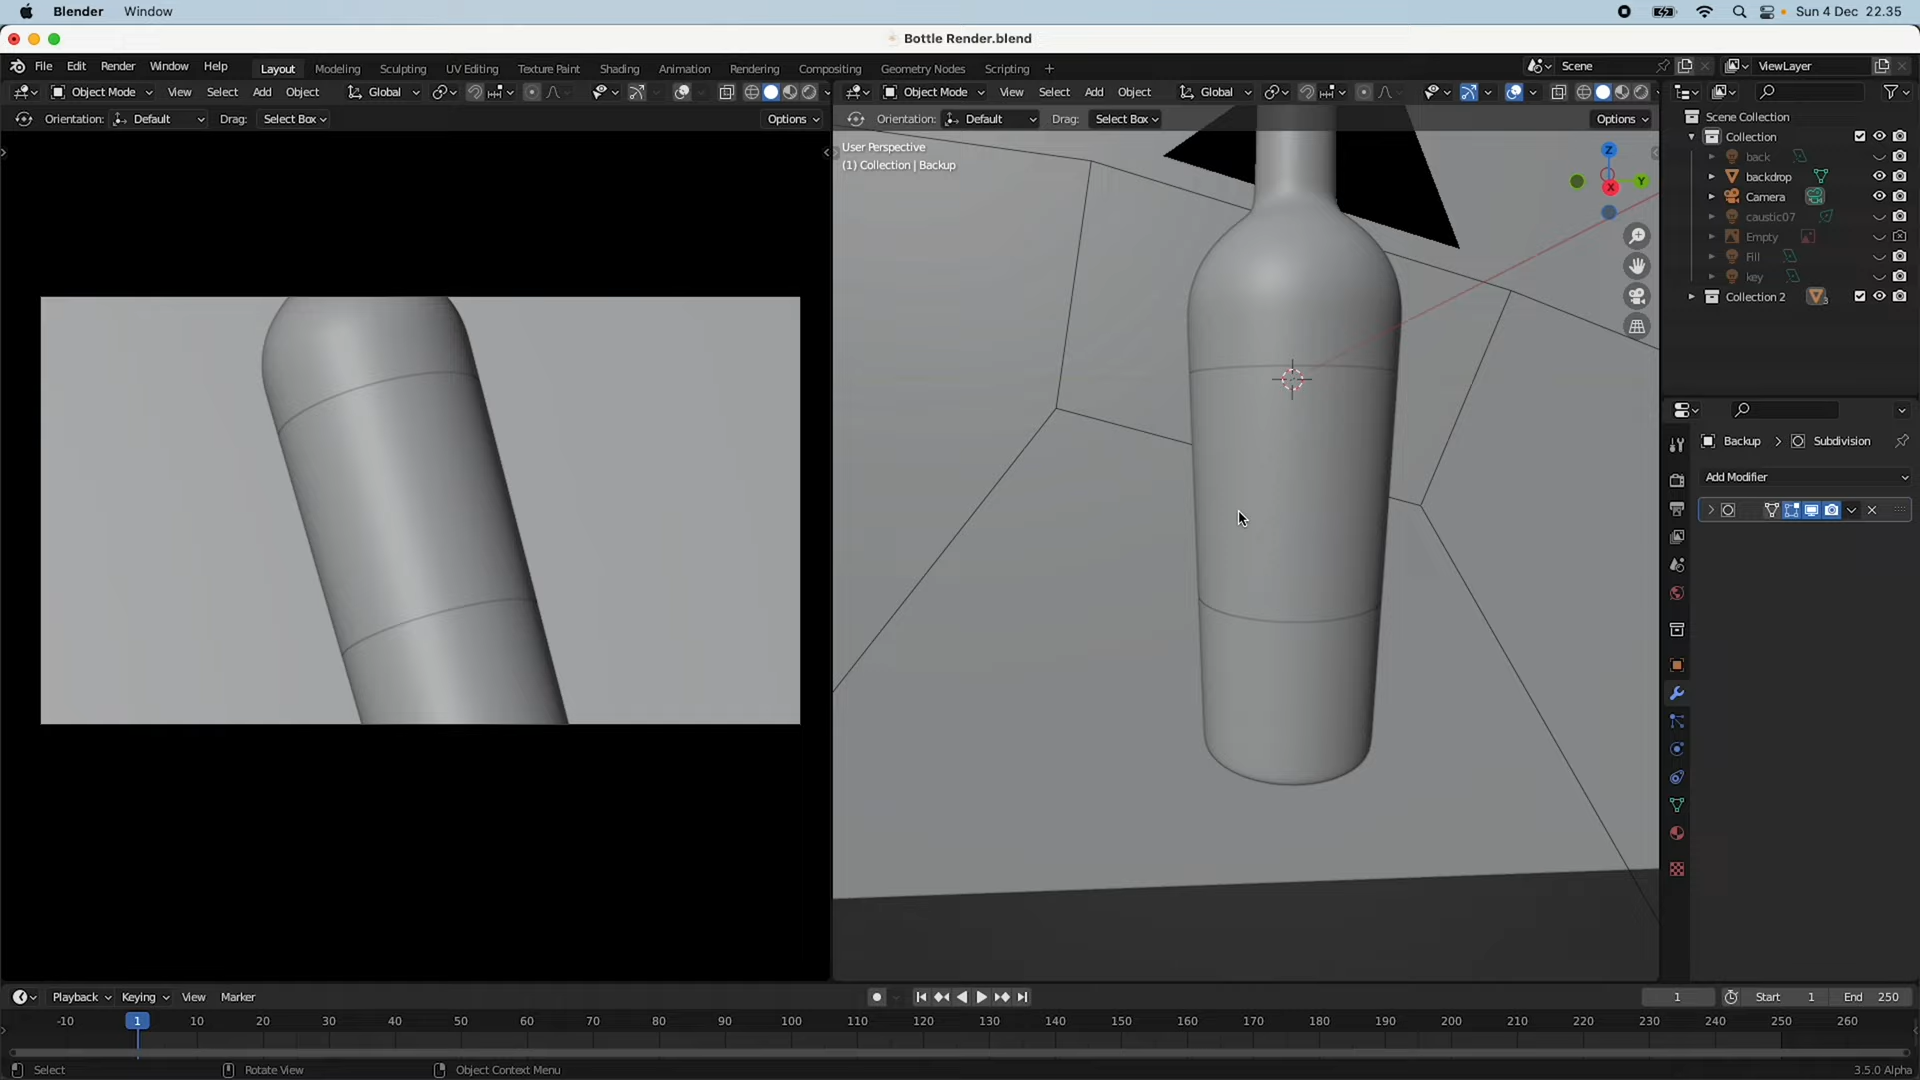 Blender Window Sun 4 Dec 22.35
Bottle Render.blend
File Edit Render Window Help Layout Modeling Sculpting UV Editing Texture Paint Shading Animation Rendering Compositing Geometry Nodes Scripting + Scene ViewLayer
Object Mode View Select Add Object Global Object Mode View Select Add Object Global
Orientation: Default Drag: Select Box Options Orientation: Default Drag: Select Box Options
Scene Collection
Collection
User Perspective
(1) Collection | Backup
Z
Y
X
back
backdrop
Camera
caustic07
Empty
Fill
key
Collection 2 3
Backup > Subdivision
Add Modifier
Playback Keying View Marker 1 Start 1 End 250
-10 1 10 20 30 40 50 60 70 80 90 100 110 120 130 140 150 160 170 180 190 200 210 220 230 240 250 260
Select Rotate View Object Context Menu 3.5.0 Alpha